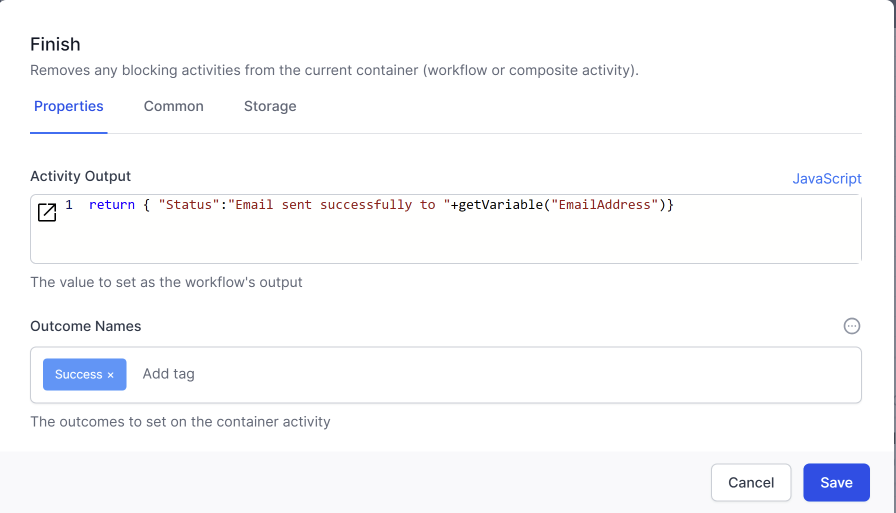 Finish
Removes any blocking activities from the current container (workflow or composite activity).
Properties Common Storage
Activity Output JavaScript
1 return { "Status":"Email sent successfully to "+getVariable("EmailAddress")}
The value to set as the workflow's output
Outcome Names
Success × Add tag
The outcomes to set on the container activity
Cancel Save